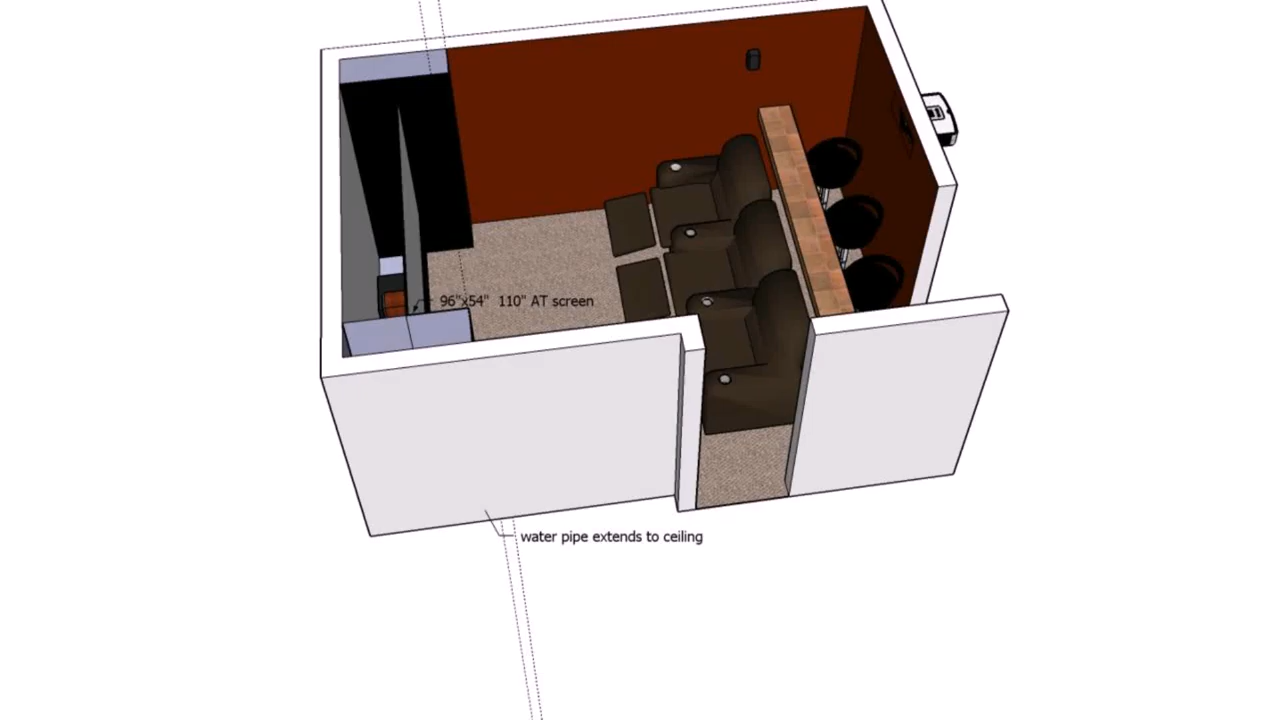 96"x54"  110" AT screen
water pipe extends to ceiling